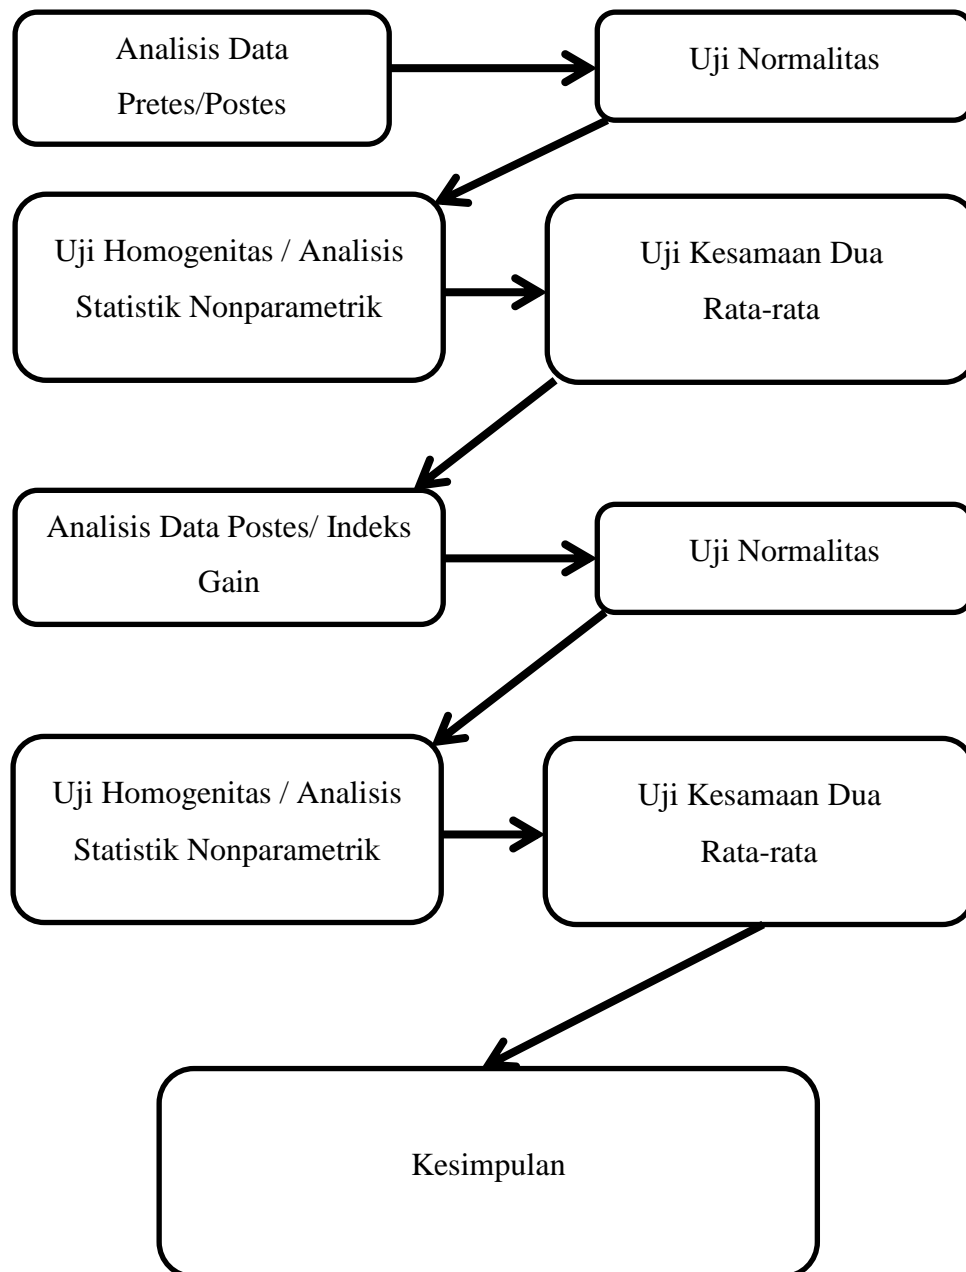 Analisis Data
Pretes/Postes
Uji Normalitas
Uji Homogenitas / Analisis
Statistik Nonparametrik
Uji Kesamaan Dua
Rata-rata
Analisis Data Postes/ Indeks
Gain
Uji Normalitas
Uji Homogenitas / Analisis
Statistik Nonparametrik
Uji Kesamaan Dua
Rata-rata
Kesimpulan